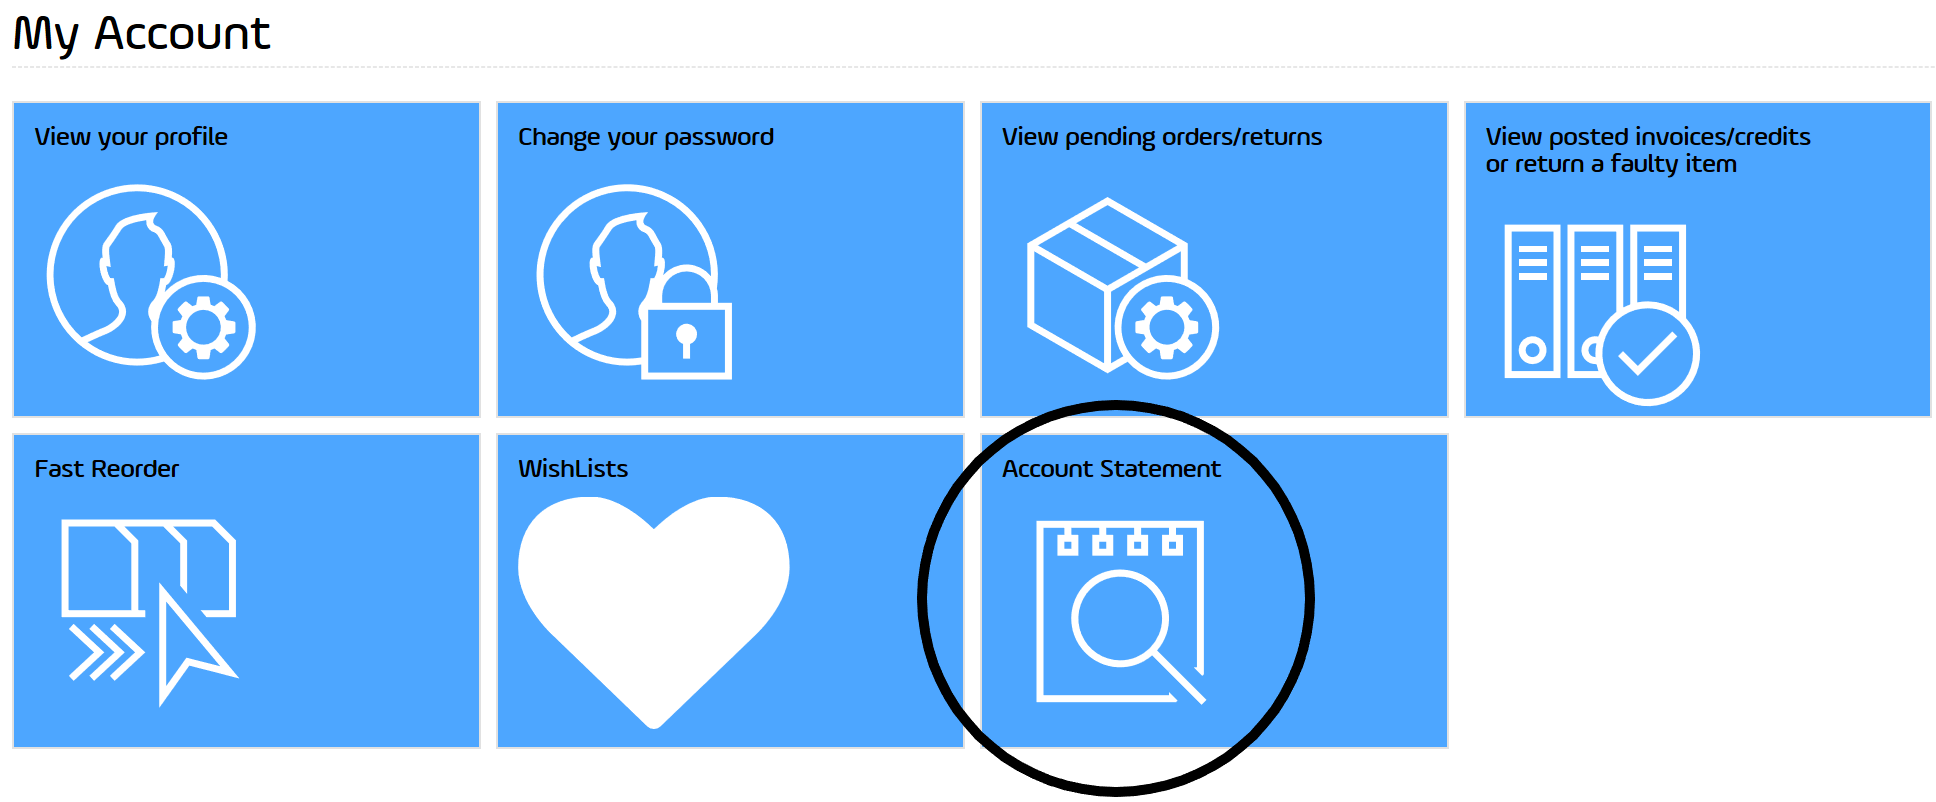 My Account
View your profile
Change your password
View pending orders/returns
View posted invoices/credits
or return a faulty item
Fast Reorder
WishLists
Account Statement